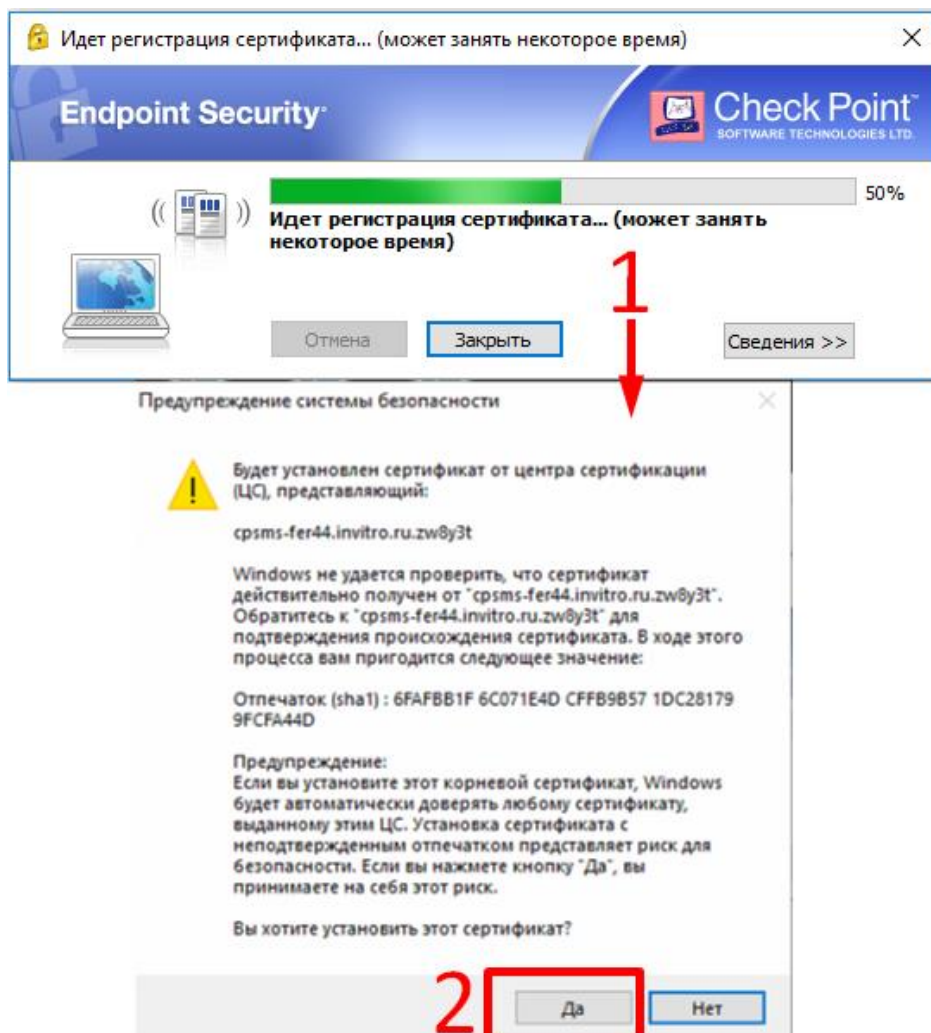 Идет регистрация сертификата... (может занять некоторое время)
Endpoint Security
Check Point™
SOFTWARE TECHNOLOGIES LTD.
50%
Идет регистрация сертификата... (может занять
некоторое время)
1
Отмена
Закрыть
Сведения >>
Предупреждение системы безопасности
Будет установлен сертификат от центра сертификации
(ЦС), представляющий:
cpsms-fer44.invitro.ru.zw8y3t
Windows не удается проверить, что сертификат
действительно получен от "cpsms-fer44.invitro.ru.zw8y3t".
Обратитесь к "cpsms-fer44.invitro.ru.zw8y3t" для
подтверждения происхождения сертификата. В ходе этого
процесса вам пригодится следующее значение:
Отпечаток (sha1) : 6FAFBB1F 6C071E4D CFFB9B57 1DC28179
9FCFA44D
Предупреждение:
Если вы установите этот корневой сертификат, Windows
будет автоматически доверять любому сертификату,
выданному этим ЦС. Установка сертификата с
неподтвержденным отпечатком представляет риск для
безопасности. Если вы нажмете кнопку "Да", вы
принимаете на себя этот риск.
Вы хотите установить этот сертификат?
2
Да
Нет